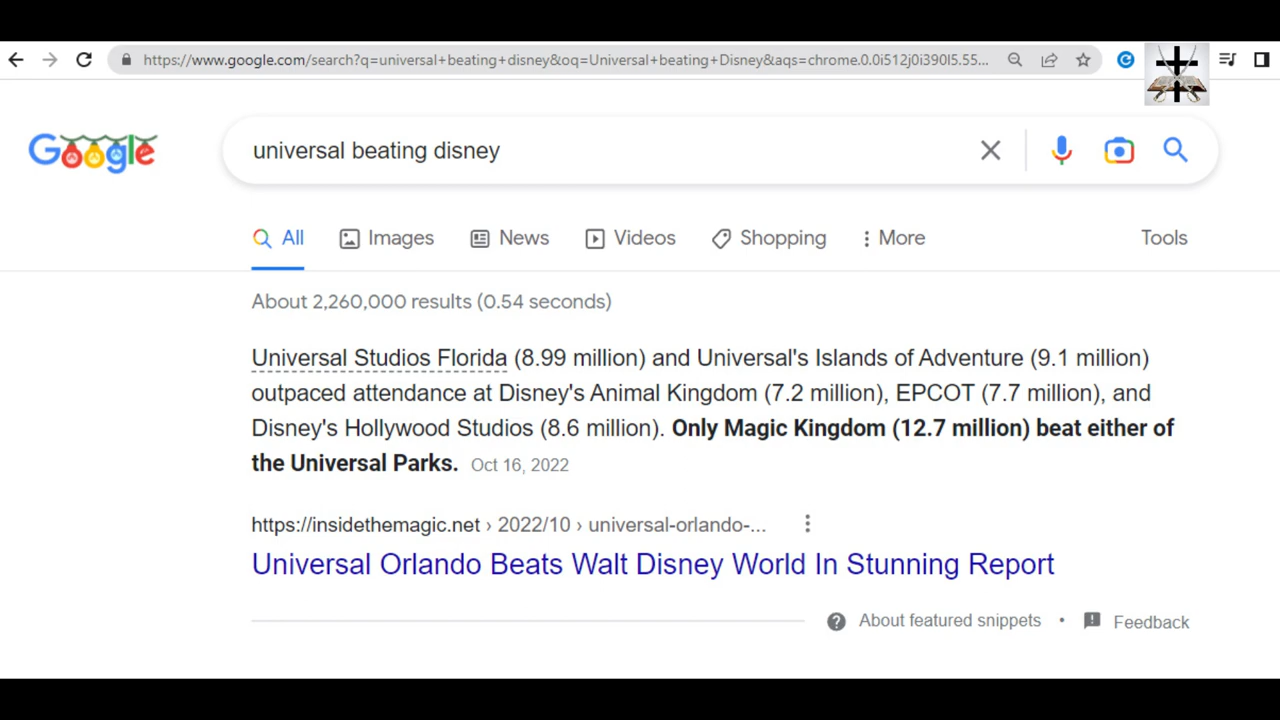 https://www.google.com/search?q=universal+beating+disney&oq=Universal+beating+Disney&aqs=chrome.0.0i512j0i390l5.55...
Google
universal beating disney
All Images News Videos Shopping More Tools
About 2,260,000 results (0.54 seconds)
Universal Studios Florida (8.99 million) and Universal's Islands of Adventure (9.1 million)
outpaced attendance at Disney's Animal Kingdom (7.2 million), EPCOT (7.7 million), and
Disney's Hollywood Studios (8.6 million). Only Magic Kingdom (12.7 million) beat either of
the Universal Parks. Oct 16, 2022
https://insidethemagic.net › 2022/10 › universal-orlando-...
Universal Orlando Beats Walt Disney World In Stunning Report
About featured snippets • Feedback